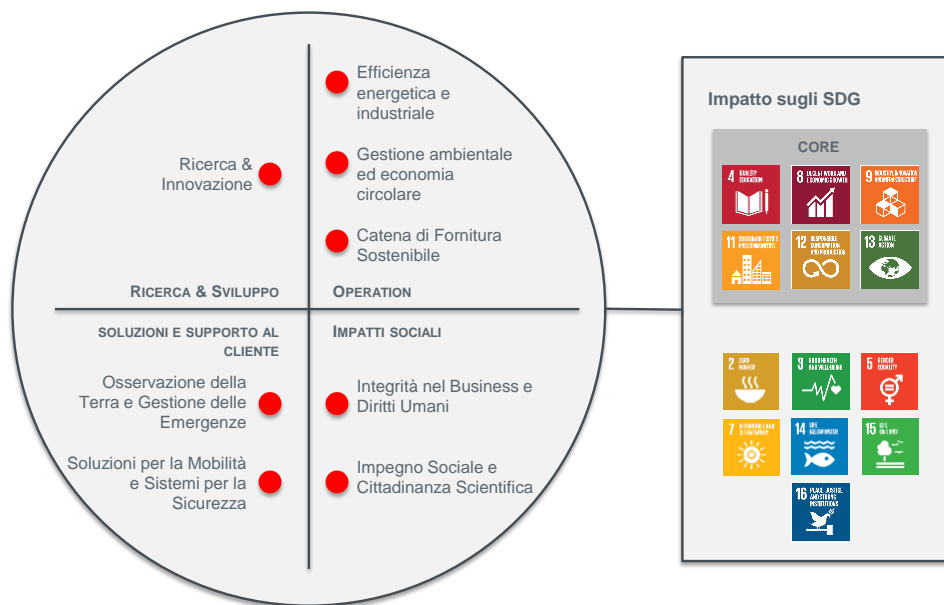 Efficienza
energetica e
industriale
Ricerca &
Innovazione
Gestione ambientale
ed economia
circolare
Catena di Fornitura
Sostenibile
RICERCA & SVILUPPO
OPERATION
SOLUZIONI E SUPPORTO AL
CLIENTE
IMPATTI SOCIALI
Osservazione della
Terra e Gestione delle
Emergenze
Integrità nel Business e
Diritti Umani
Soluzioni per la Mobilità
e Sistemi per la
Sicurezza
Impegno Sociale e
Cittadinanza Scientifica
Impatto sugli SDG
CORE
4 QUALITY
EDUCATION
8 DECENT WORK AND
ECONOMIC GROWTH
9 INDUSTRY, INNOVATION
AND INFRASTRUCTURE
11 SUSTAINABLE CITIES
AND COMMUNITIES
12 RESPONSIBLE
CONSUMPTION
AND PRODUCTION
13 CLIMATE
ACTION
2 ZERO
HUNGER
3 GOOD HEALTH
AND WELL-BEING
5 GENDER
EQUALITY
7
14 LIFE
BELOW WATER
15 LIFE
ON LAND
16 PEACE, JUSTICE
AND STRONG
INSTITUTIONS